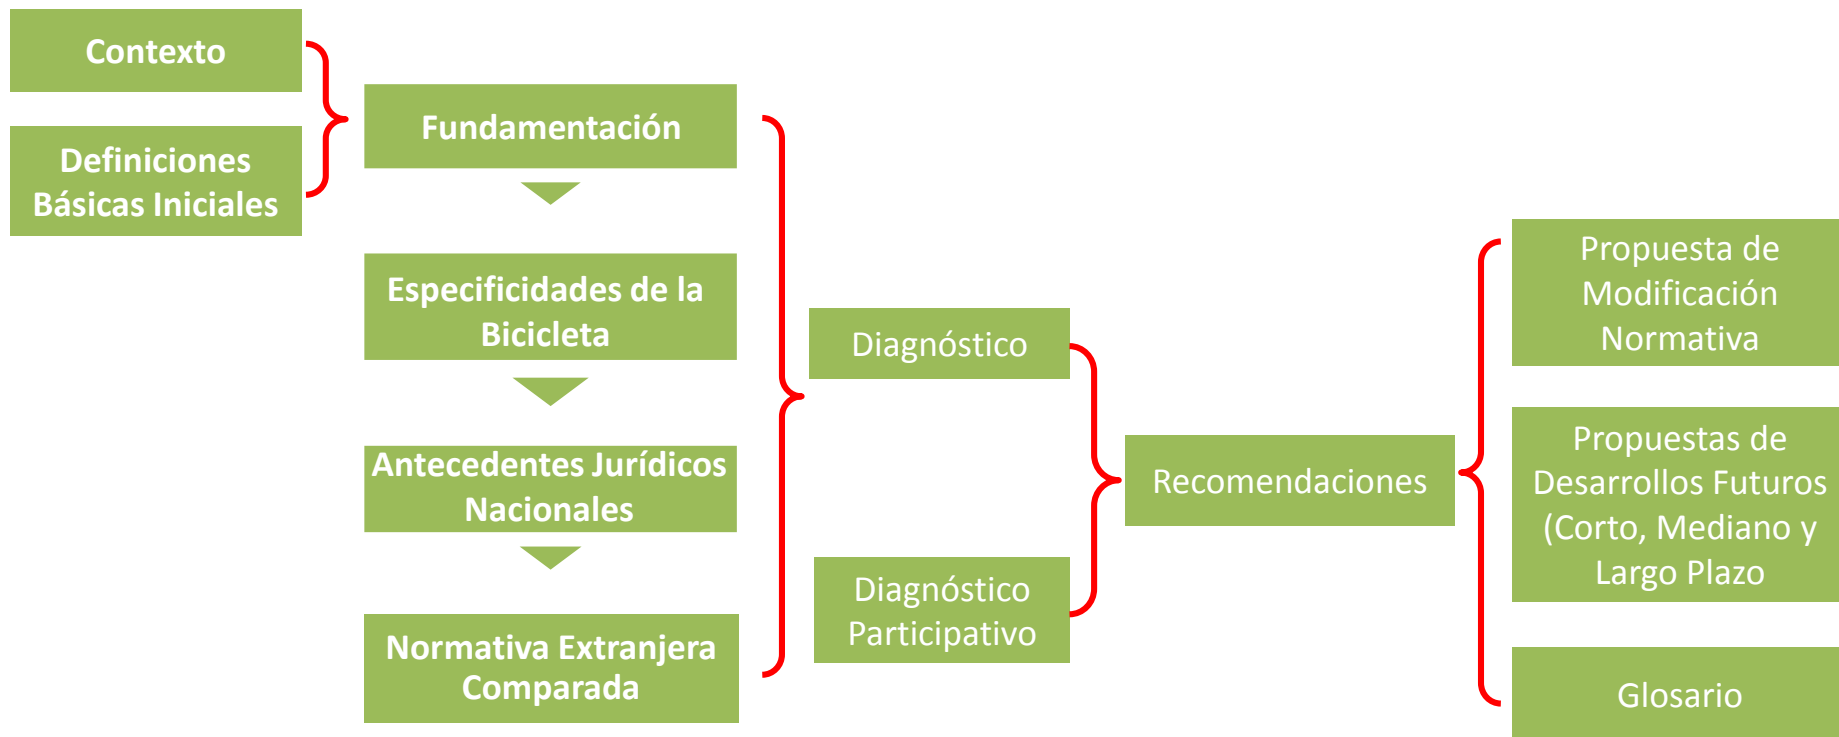 Contexto
Definiciones
Básicas Iniciales
Fundamentación
Especificidades de la
Bicicleta
Antecedentes Jurídicos
Nacionales
Normativa Extranjera
Comparada
Diagnóstico
Diagnóstico
Participativo
Recomendaciones
Propuesta de
Modificación
Normativa
Propuestas de
Desarrollos Futuros
(Corto, Mediano y
Largo Plazo
Glosario